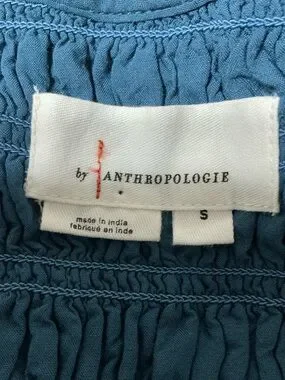 by ANTHROPOLOGIE
S
made in India
fabriqué en Inde